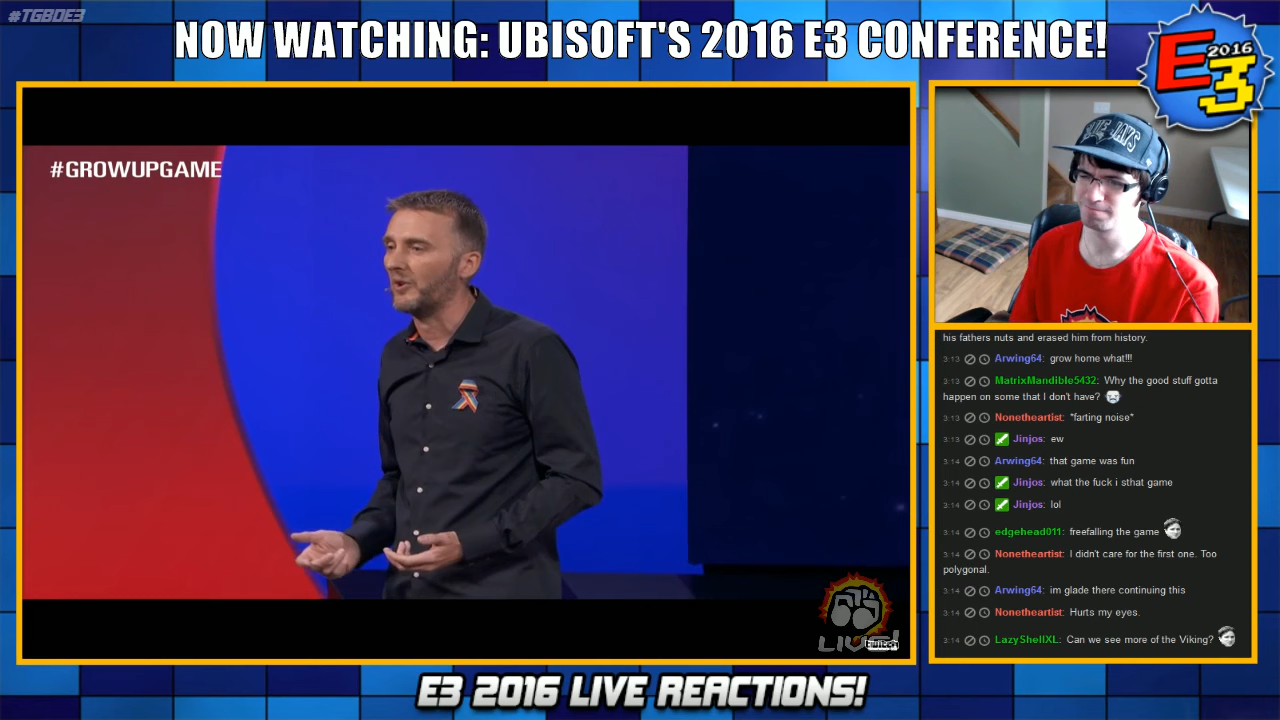 #TGBDE3
NOW WATCHING: UBISOFT'S 2016 E3 CONFERENCE!
E3 2016
#GROWUPGAME
BLUE JAYS
LIVE!
twitch
his fathers nuts and erased him from history.
3:13 Arwing64: grow home what!!!
3:13 MatrixMandible5432: Why the good stuff gotta
happen on some that I don't have?
3:13 Nonetheartist: *farting noise*
3:13 Jinjos: ew
3:14 Arwing64: that game was fun
3:14 Jinjos: what the fuck i sthat game
3:14 Jinjos: lol
3:14 edgehead011: freefalling the game
3:14 Nonetheartist: I didn't care for the first one. Too
polygonal.
3:14 Arwing64: im glade there continuing this
3:14 Nonetheartist: Hurts my eyes.
3:14 LazyShellXL: Can we see more of the Viking?
E3 2016 LIVE REACTIONS!